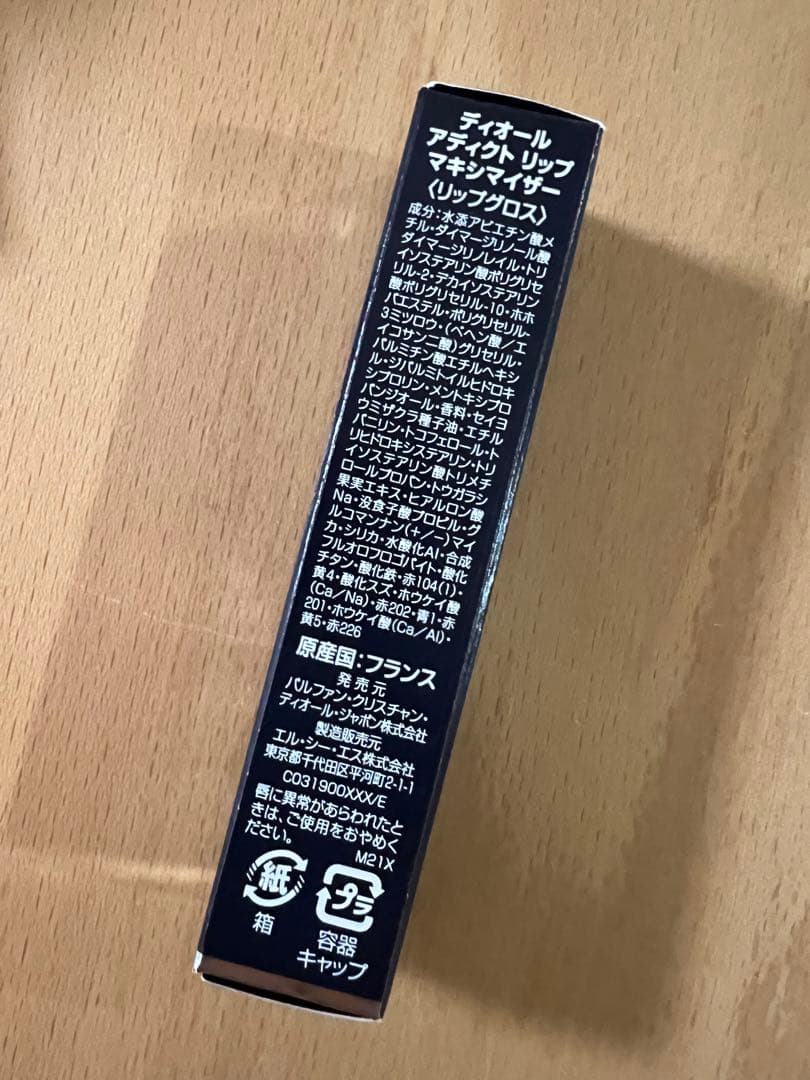 ディオール
アディクト リップ
マキシマイザー
〈リップグロス〉
成分：水添アビエチン酸メ
チル・ダイマージリノール酸
ダイマージリノレイル・トリ
イソステアリン酸ポリグリセ
リル-2・デカイソステアリン
酸ポリグリセリル-10・ホホ
バエステル・ポリグリセリル-
3ミツロウ・(ベヘン酸／エ
イコサン二酸)グリセリル・
パルミチン酸エチルヘキシ
ル・ジパルミトイルヒドロキ
シプロリン・メントキシプロ
パンジオール・香料・セイヨ
ウミザクラ種子油・エチル
バニリン・トコフェロール・ト
リヒドロキシステアリン・トリ
イソステアリン酸トリメチ
ロールプロパン・トウガラシ
果実エキス・ヒアルロン酸
Na・没食子酸プロピル・グ
ルコマンナン(+/−)マイ
カ・シリカ・水酸化Al・合成
フルオロフロゴパイト・酸化
チタン・酸化鉄・赤104(1)・
黄4・酸化スズ・ホウケイ酸
(Ca／Na)・赤202・青1・赤
201・ホウケイ酸(Ca／Al)・
黄5・赤226
原産国：フランス
発売元
パルファン・クリスチャン・
ディオール・ジャポン株式会社
製造販売元
エル・シー・エス株式会社
東京都千代田区平河町2-1-1
C031900XXX/E
唇に異常があらわれたと
きは、ご使用をおやめく
ださい。
M21X
紙
箱
プラ
容器
キャップ